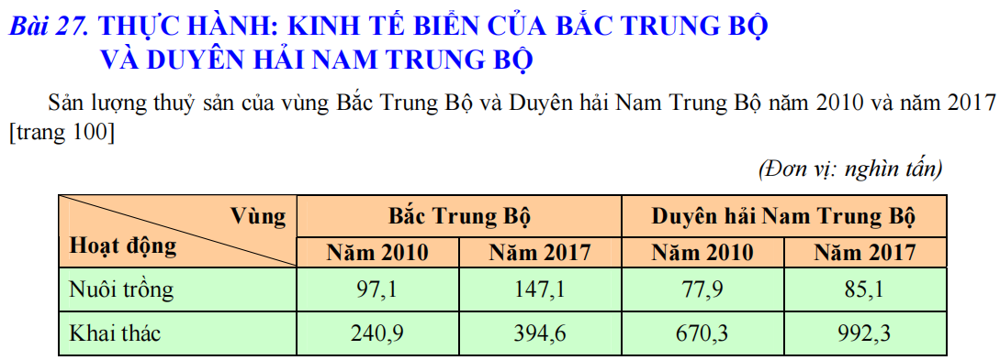 Bài 27. THỰC HÀNH: KINH TẾ BIỂN CỦA BẮC TRUNG BỘ
VÀ DUYÊN HẢI NAM TRUNG BỘ
Sản lượng thuỷ sản của vùng Bắc Trung Bộ và Duyên hải Nam Trung Bộ năm 2010 và năm 2017
[trang 100]
(Đơn vị: nghìn tấn)
Vùng Bắc Trung Bộ Duyên hải Nam Trung Bộ
Hoạt động Năm 2010 Năm 2017 Năm 2010 Năm 2017
Nuôi trồng 97,1 147,1 77,9 85,1
Khai thác 240,9 394,6 670,3 992,3